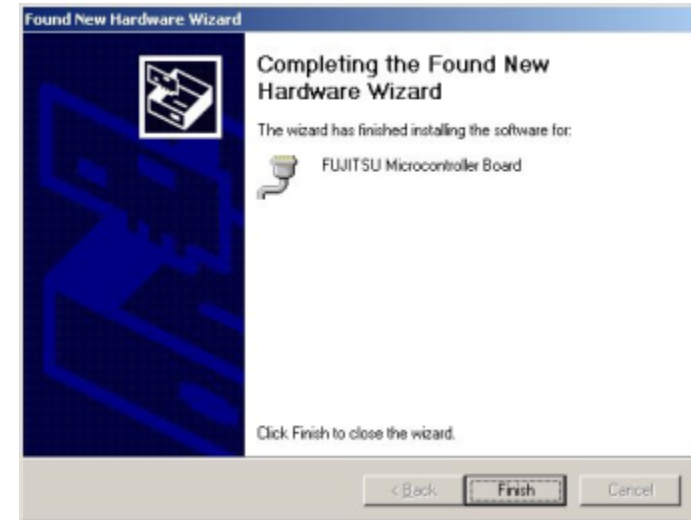 Found New Hardware Wizard
Completing the Found New
Hardware Wizard
The wizard has finished installing the software for:
FUJITSU Microcontroller Board
Click Finish to close the wizard.
< Back
Finish
Cancel